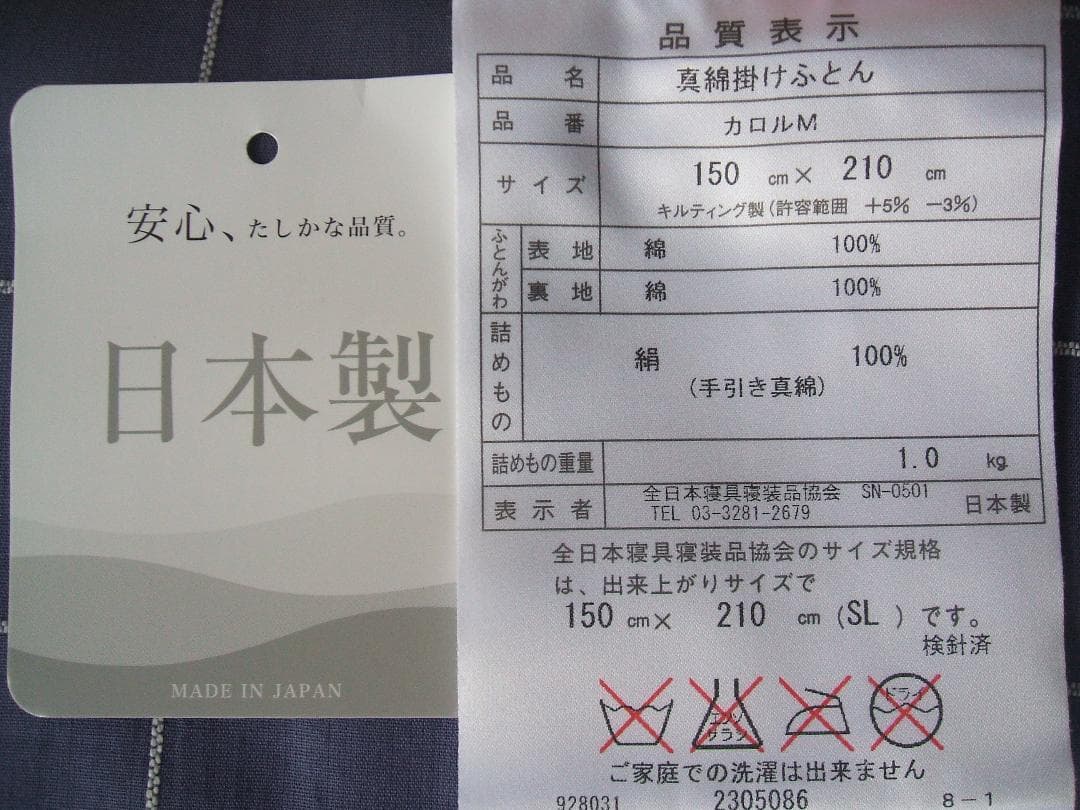 安心、たしかな品質。
日本製
MADE IN JAPAN
品質表示
品名 真綿掛けふとん
品番 カロルM
サイズ 150 cm× 210 cm
キルティング製(許容範囲 +5% −3%)
ふとんがわ 表地 綿 100%
裏地 綿 100%
詰めもの 絹 100%
(手引き真綿)
詰めもの重量 1.0 kg
表示者 全日本寝具寝装品協会 SN-0501 日本製
TEL 03-3281-2679
全日本寝具寝装品協会のサイズ規格
は、出来上がりサイズで
150 cm× 210 cm (SL) です。
検針済
エンソ
サラシ
ドライ
ご家庭での洗濯は出来ません
928031 2305086 8−1